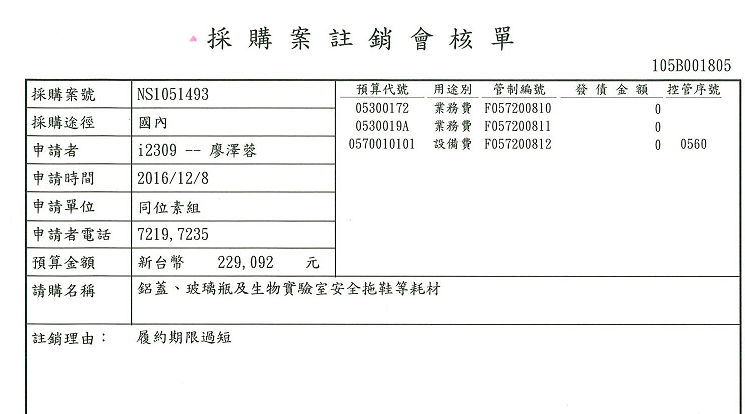 採購案註銷會核單
105B001805
採購案號 NS1051493
採購途徑 國內
申請者 i2309 -- 廖澤蓉
申請時間 2016/12/8
申請單位 同位素組
申請者電話 7219,7235
預算金額 新台幣 229,092 元
預算代號 用途別 管制編號 發債金額 控管序號
05300172 業務費 F057200810 0
0530019A 業務費 F057200811 0
0570010101 設備費 F057200812 0 0560
請購名稱 鋁蓋、玻璃瓶及生物實驗室安全拖鞋等耗材
註銷理由： 履約期限過短